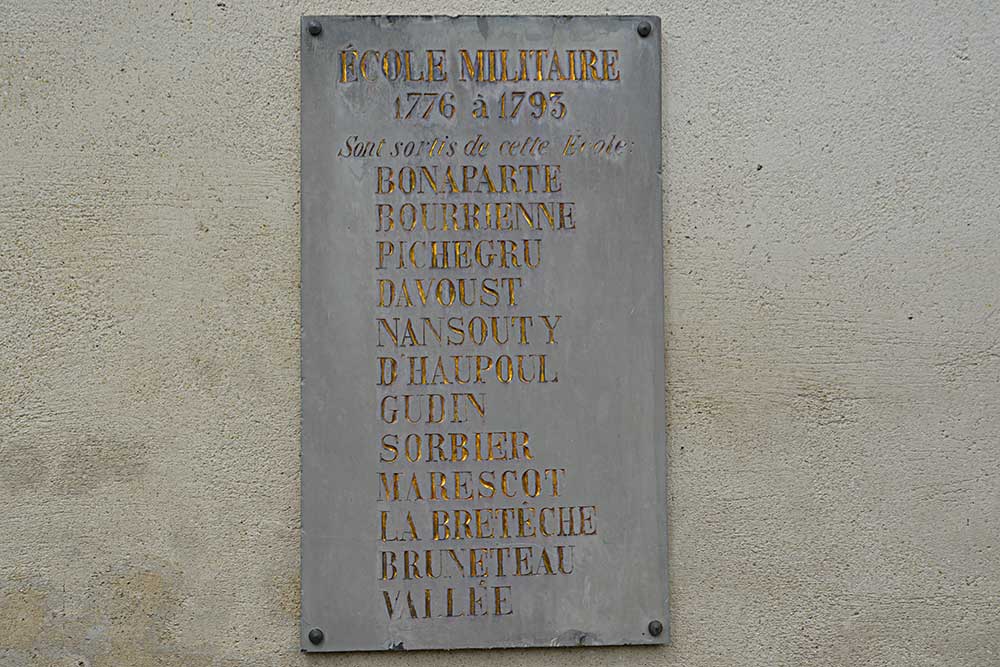 ÉCOLE MILITAIRE
1776 à 1793
Sont sortis de cette École:
BONAPARTE
BOURRIENNE
PICHEGRU
DAVOUST
NANSOUTY
D'HAUPOUL
GUDIN
SORBIER
MARESCOT
LA BRETÊCHE
BRUNETEAU
VALLÉE